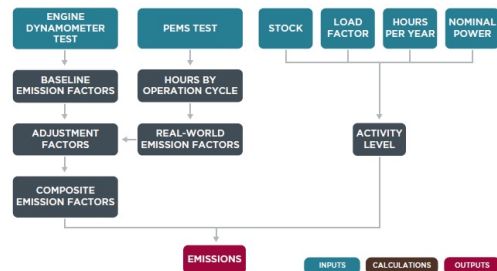 ENGINE
DYNAMOMETER
TEST
PEMS TEST
STOCK
LOAD
FACTOR
HOURS
PER YEAR
NOMINAL
POWER
BASELINE
EMISSION FACTORS
HOURS BY
OPERATION CYCLE
ADJUSTMENT
FACTORS
REAL-WORLD
EMISSION FACTORS
ACTIVITY
LEVEL
COMPOSITE
EMISSION FACTORS
EMISSIONS
INPUTS
CALCULATIONS
OUTPUTS